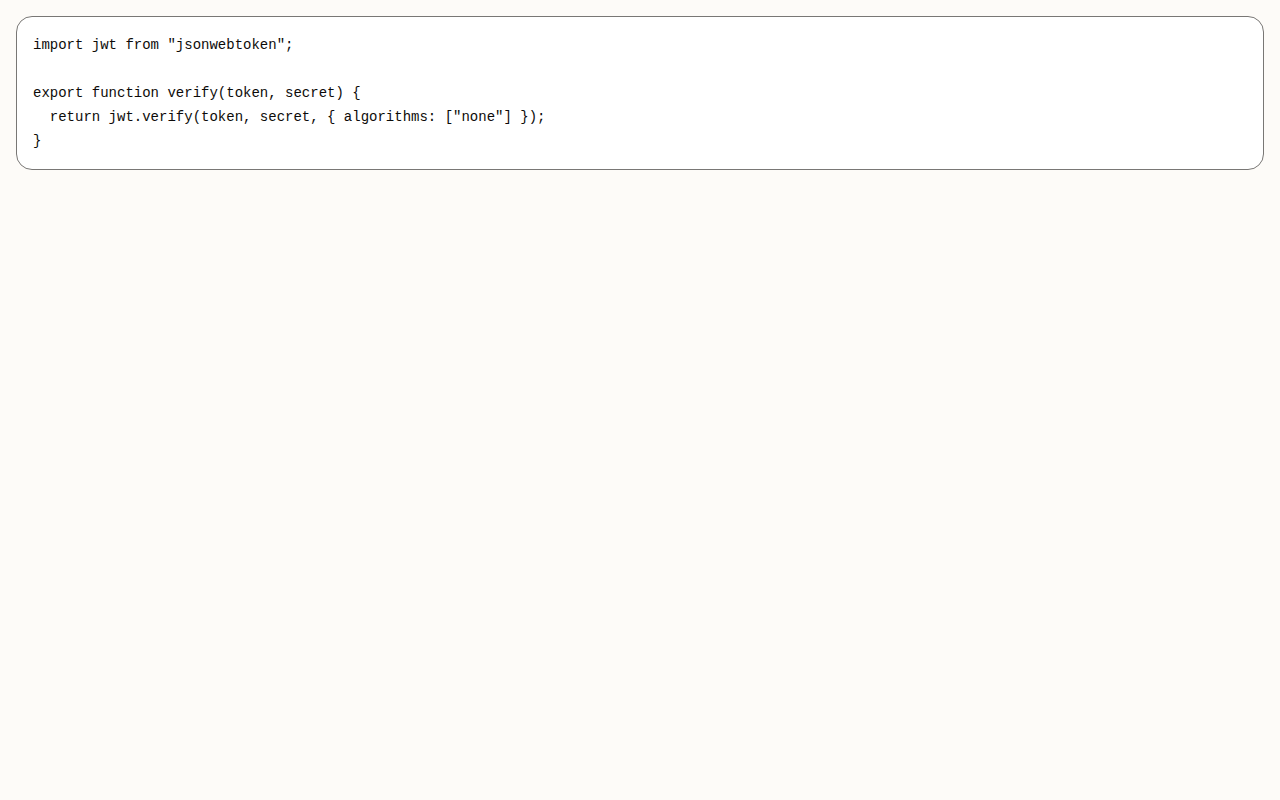 import jwt from "jsonwebtoken";

export function verify(token, secret) {
  return jwt.verify(token, secret, { algorithms: ["none"] });
}